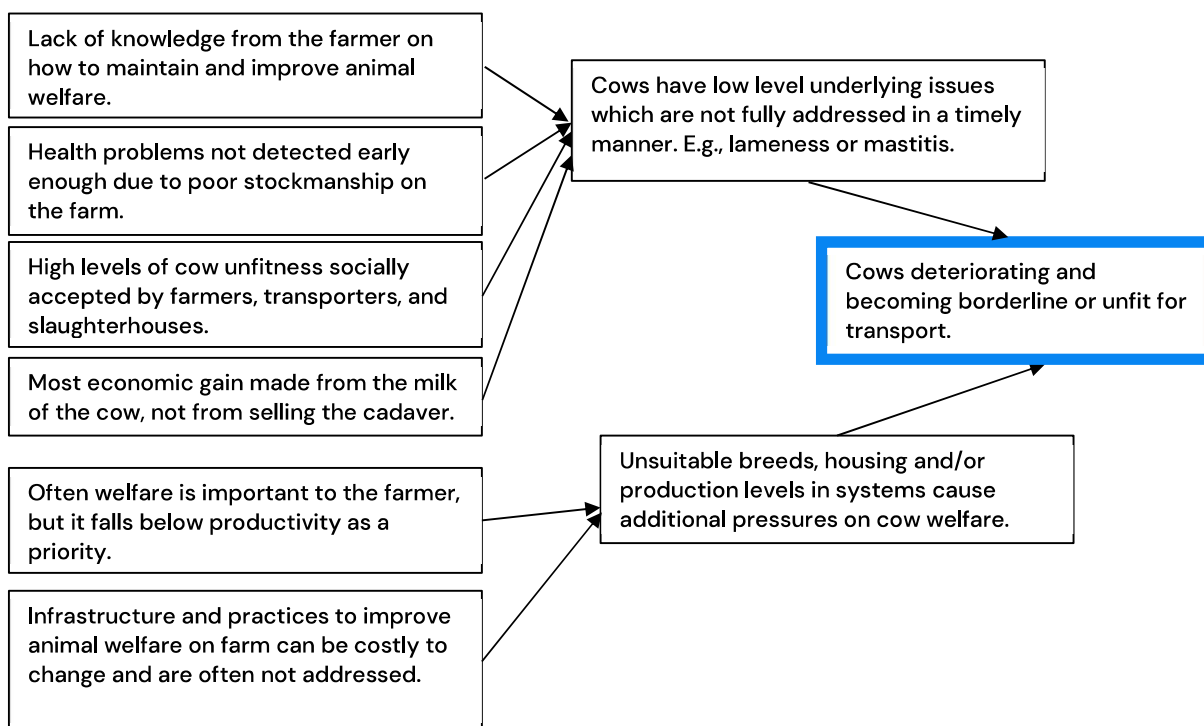 Lack of knowledge from the farmer on
how to maintain and improve animal
welfare.
Health problems not detected early
enough due to poor stockmanship on
the farm.
High levels of cow unfitness socially
accepted by farmers, transporters, and
slaughterhouses.
Most economic gain made from the milk
of the cow, not from selling the cadaver.
Often welfare is important to the farmer,
but it falls below productivity as a
priority.
Infrastructure and practices to improve
animal welfare on farm can be costly to
change and are often not addressed.
Cows have low level underlying issues
which are not fully addressed in a timely
manner. E.g., lameness or mastitis.
Unsuitable breeds, housing and/or
production levels in systems cause
additional pressures on cow welfare.
Cows deteriorating and
becoming borderline or unfit for
transport.